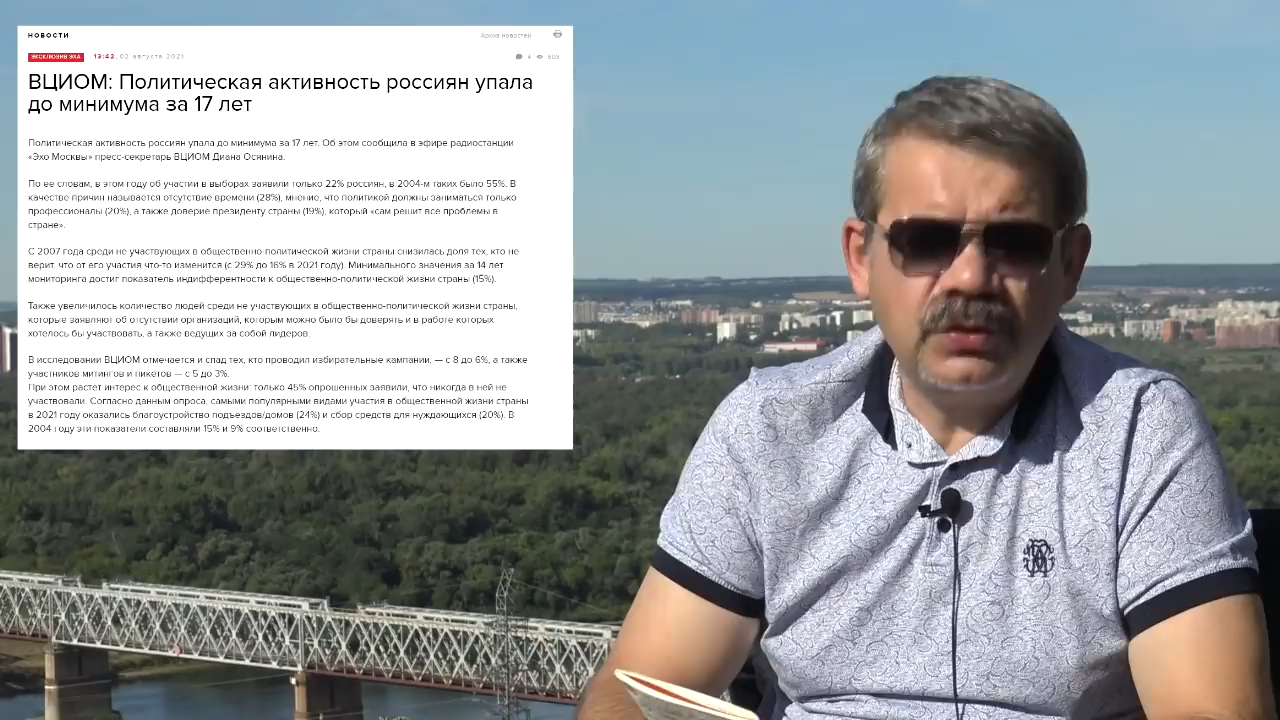 НОВОСТИ
Архив новостей
ЭКСКЛЮЗИВ ЭХА 13:42, 02 августа 2021
4 603
ВЦИОМ: Политическая активность россиян упала
до минимума за 17 лет
Политическая активность россиян упала до минимума за 17 лет. Об этом сообщила в эфире радиостанции
«Эхо Москвы» пресс-секретарь ВЦИОМ Диана Осянина.
По ее словам, в этом году об участии в выборах заявили только 22% россиян, в 2004-м таких было 55%. В
качестве причин называется отсутствие времени (28%), мнение, что политикой должны заниматься только
профессионалы (20%), а также доверие президенту страны (19%), который «сам решит все проблемы в
стране».
С 2007 года среди не участвующих в общественно-политической жизни страны снизилась доля тех, кто не
верит, что от его участия что-то изменится (с 29% до 16% в 2021 году). Минимального значения за 14 лет
мониторинга достиг показатель индифферентности к общественно-политической жизни страны (15%).
Также увеличилось количество людей среди не участвующих в общественно-политической жизни страны,
которые заявляют об отсутствии организаций, которым можно было бы доверять и в работе которых
хотелось бы участвовать, а также ведущих за собой лидеров.
В исследовании ВЦИОМ отмечается и спад тех, кто проводил избирательные кампании, — с 8 до 6%, а также
участников митингов и пикетов — с 5 до 3%.
При этом растет интерес к общественной жизни: только 45% опрошенных заявили, что никогда в ней не
участвовали. Согласно данным опроса, самыми популярными видами участия в общественной жизни страны
в 2021 году оказались благоустройство подъездов/домов (24%) и сбор средств для нуждающихся (20%). В
2004 году эти показатели составляли 15% и 9% соответственно.